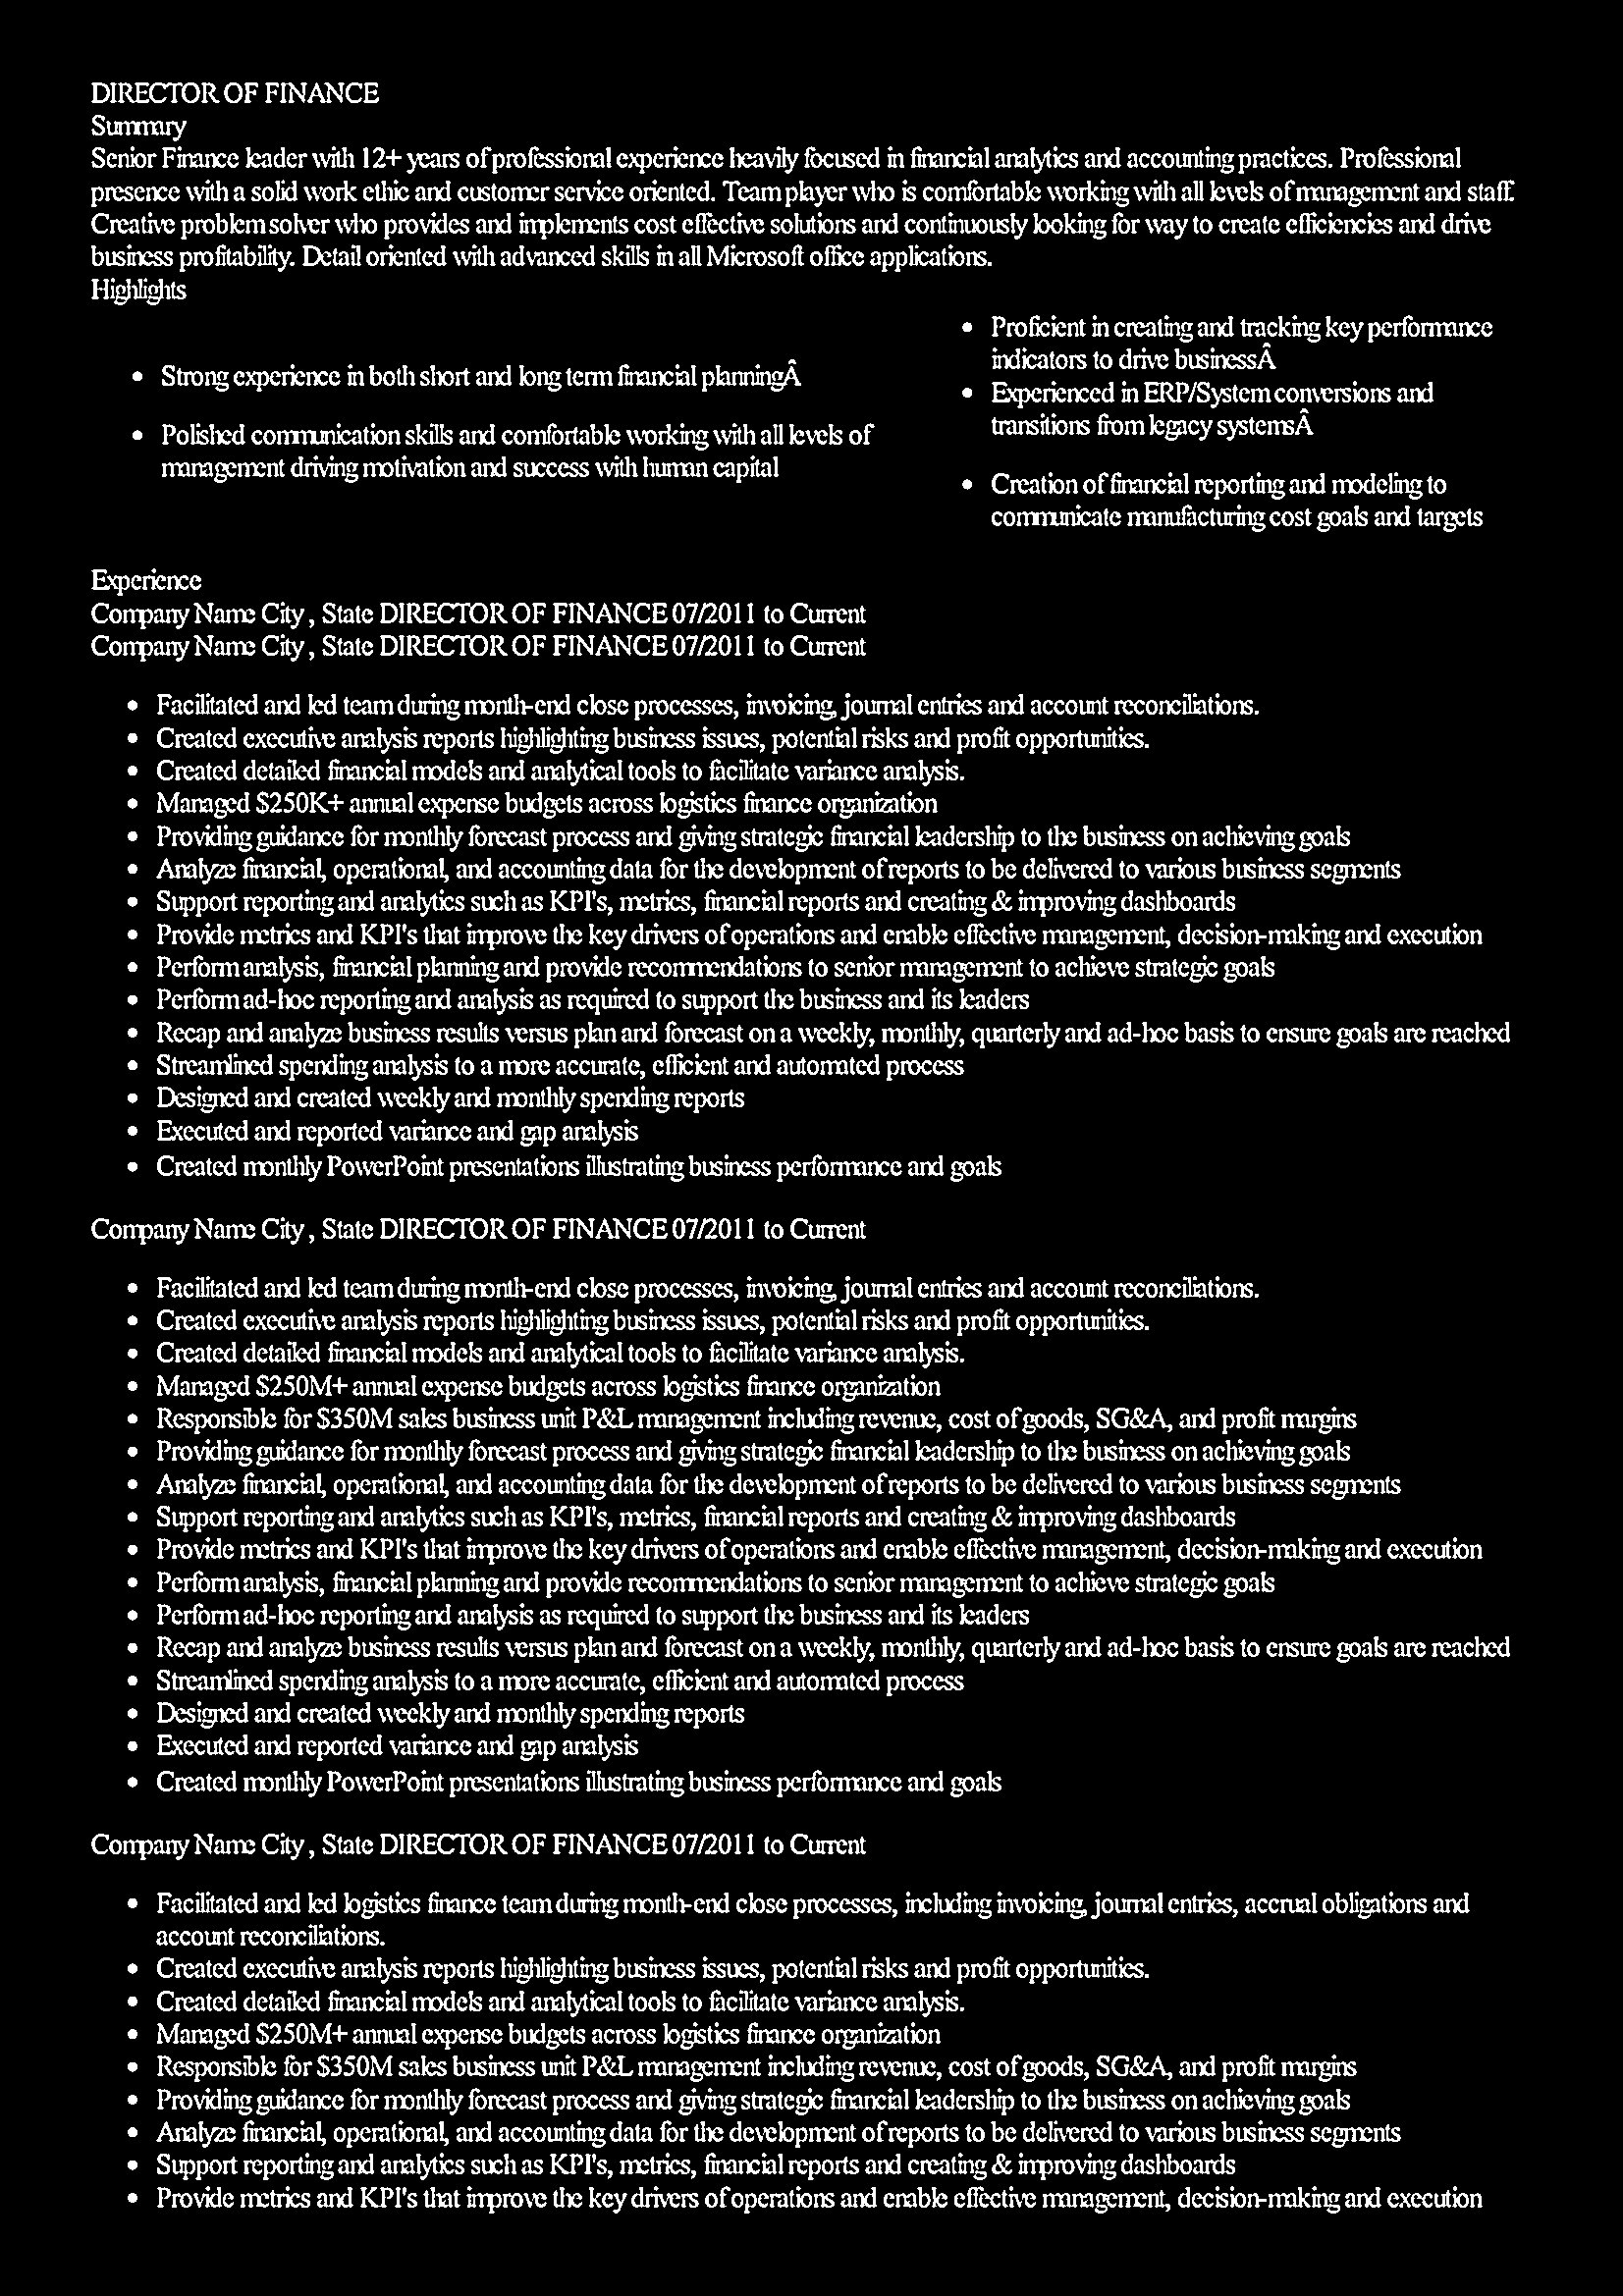 DIRECTOR OF FINANCE
Summary
Senior Finance leader with 12+ years of professional experience heavily focused in financial analytics and accounting practices. Professional
presence with a solid work ethic and customer service oriented. Team player who is comfortable working with all levels of management and staff.
Creative problem solver who provides and implements cost effective solutions and continuously looking for way to create efficiencies and drive
business profitability. Detail oriented with advanced skills in all Microsoft office applications.
Highlights
• Strong experience in both short and long term financial planningÂ
• Polished communication skills and comfortable working with all levels of
management driving motivation and success with human capital
• Proficient in creating and tracking key performance
indicators to drive businessÂ
• Experienced in ERP/System conversions and
transitions from legacy systemsÂ
• Creation of financial reporting and modeling to
communicate manufacturing cost goals and targets
Experience
Company Name City , State DIRECTOR OF FINANCE 07/2011 to Current
Company Name City , State DIRECTOR OF FINANCE 07/2011 to Current
• Facilitated and led team during month-end close processes, invoicing, journal entries and account reconciliations.
• Created executive analysis reports highlighting business issues, potential risks and profit opportunities.
• Created detailed financial models and analytical tools to facilitate variance analysis.
• Managed $250K+ annual expense budgets across logistics finance organization
• Providing guidance for monthly forecast process and giving strategic financial leadership to the business on achieving goals
• Analyze financial, operational, and accounting data for the development of reports to be delivered to various business segments
• Support reporting and analytics such as KPI's, metrics, financial reports and creating & improving dashboards
• Provide metrics and KPI's that improve the key drivers of operations and enable effective management, decision-making and execution
• Perform analysis, financial planning and provide recommendations to senior management to achieve strategic goals
• Perform ad-hoc reporting and analysis as required to support the business and its leaders
• Recap and analyze business results versus plan and forecast on a weekly, monthly, quarterly and ad-hoc basis to ensure goals are reached
• Streamlined spending analysis to a more accurate, efficient and automated process
• Designed and created weekly and monthly spending reports
• Executed and reported variance and gap analysis
• Created monthly PowerPoint presentations illustrating business performance and goals
Company Name City , State DIRECTOR OF FINANCE 07/2011 to Current
• Facilitated and led team during month-end close processes, invoicing, journal entries and account reconciliations.
• Created executive analysis reports highlighting business issues, potential risks and profit opportunities.
• Created detailed financial models and analytical tools to facilitate variance analysis.
• Managed $250M+ annual expense budgets across logistics finance organization
• Responsible for $350M sales business unit P&L management including revenue, cost of goods, SG&A, and profit margins
• Providing guidance for monthly forecast process and giving strategic financial leadership to the business on achieving goals
• Analyze financial, operational, and accounting data for the development of reports to be delivered to various business segments
• Support reporting and analytics such as KPI's, metrics, financial reports and creating & improving dashboards
• Provide metrics and KPI's that improve the key drivers of operations and enable effective management, decision-making and execution
• Perform analysis, financial planning and provide recommendations to senior management to achieve strategic goals
• Perform ad-hoc reporting and analysis as required to support the business and its leaders
• Recap and analyze business results versus plan and forecast on a weekly, monthly, quarterly and ad-hoc basis to ensure goals are reached
• Streamlined spending analysis to a more accurate, efficient and automated process
• Designed and created weekly and monthly spending reports
• Executed and reported variance and gap analysis
• Created monthly PowerPoint presentations illustrating business performance and goals
Company Name City , State DIRECTOR OF FINANCE 07/2011 to Current
• Facilitated and led logistics finance team during month-end close processes, including invoicing, journal entries, accrual obligations and
account reconciliations.
• Created executive analysis reports highlighting business issues, potential risks and profit opportunities.
• Created detailed financial models and analytical tools to facilitate variance analysis.
• Managed $250M+ annual expense budgets across logistics finance organization
• Responsible for $350M sales business unit P&L management including revenue, cost of goods, SG&A, and profit margins
• Providing guidance for monthly forecast process and giving strategic financial leadership to the business on achieving goals
• Analyze financial, operational, and accounting data for the development of reports to be delivered to various business segments
• Support reporting and analytics such as KPI's, metrics, financial reports and creating & improving dashboards
• Provide metrics and KPI's that improve the key drivers of operations and enable effective management, decision-making and execution